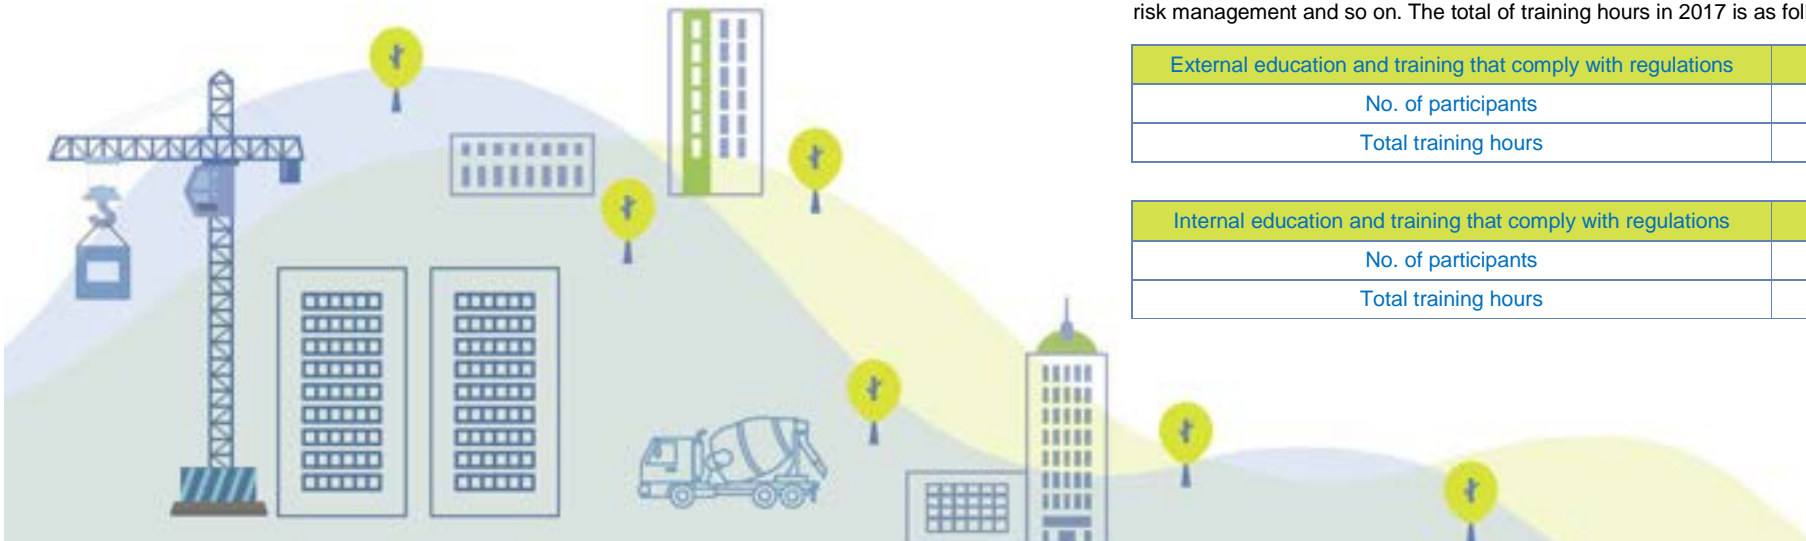 risk management and so on. The total of training hours in 2017 is as fol
External education and training that comply with regulations
No. of participants
Total training hours
Internal education and training that comply with regulations
No. of participants
Total training hours